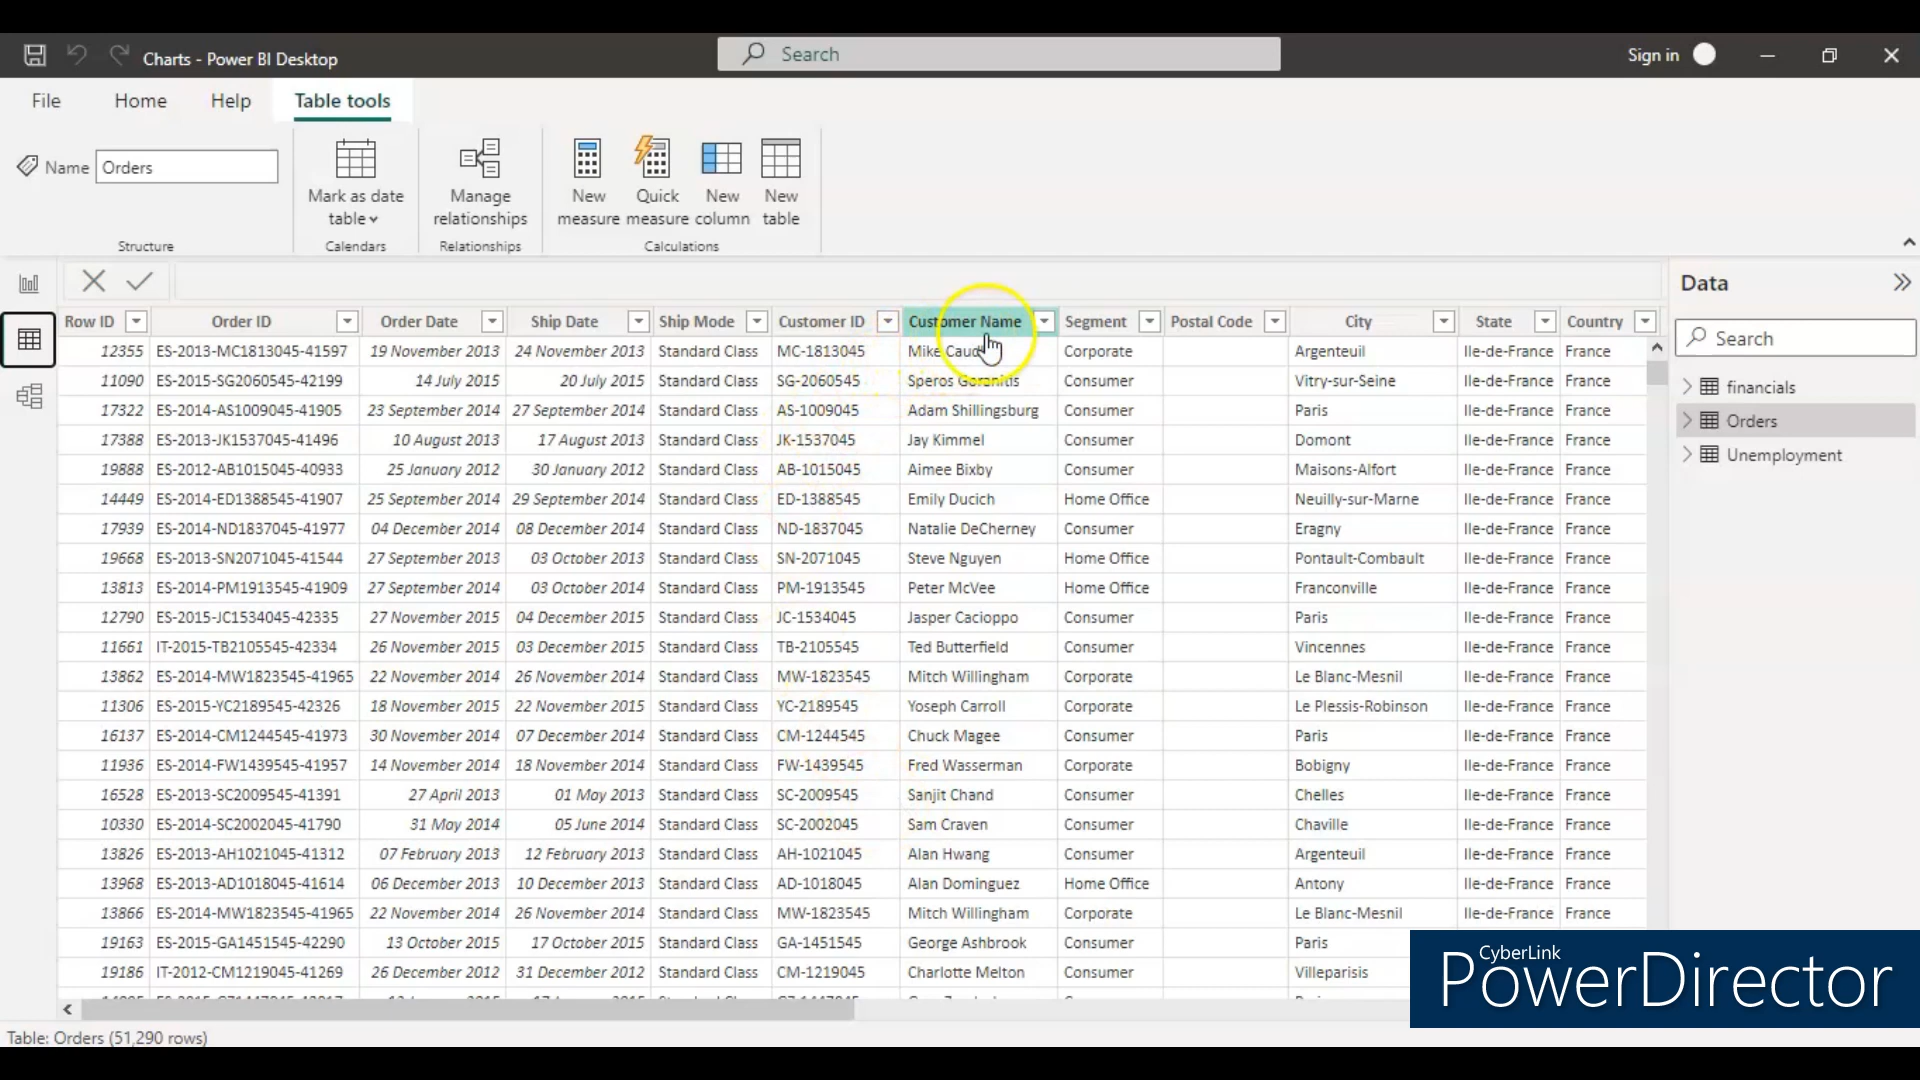 Charts - Power BI Desktop
Search
Sign in
File Home Help Table tools
Name Orders
Mark as date table
Manage relationships
New measure
Quick measure
New column
New table
Structure Calendars Relationships Calculations
Data
Search
financials
Orders
Unemployment
Row ID Order ID Order Date Ship Date Ship Mode Customer ID Customer Name Segment Postal Code City State Country
12355 ES-2013-MC1813045-41597 19 November 2013 24 November 2013 Standard Class MC-1813045 Mike Corporate Argenteuil Ile-de-France France
11090 ES-2015-SG2060545-42199 14 July 2015 20 July 2015 Standard Class SG-2060545 Speros Goranitis Consumer Vitry-sur-Seine Ile-de-France France
17322 ES-2014-AS1009045-41905 23 September 2014 27 September 2014 Standard Class AS-1009045 Adam Shillingsburg Consumer Paris Ile-de-France France
17388 ES-2013-JK1537045-41496 10 August 2013 17 August 2013 Standard Class JK-1537045 Jay Kimmel Consumer Domont Ile-de-France France
19888 ES-2012-AB1015045-40933 25 January 2012 30 January 2012 Standard Class AB-1015045 Aimee Bixby Consumer Maisons-Alfort Ile-de-France France
14449 ES-2014-ED1388545-41907 25 September 2014 29 September 2014 Standard Class ED-1388545 Emily Ducich Home Office Neuilly-sur-Marne Ile-de-France France
17939 ES-2014-ND1837045-41977 04 December 2014 08 December 2014 Standard Class ND-1837045 Natalie DeCherney Consumer Eragny Ile-de-France France
19668 ES-2013-SN2071045-41544 27 September 2013 03 October 2013 Standard Class SN-2071045 Steve Nguyen Home Office Pontault-Combault Ile-de-France France
13813 ES-2014-PM1913545-41909 27 September 2014 03 October 2014 Standard Class PM-1913545 Peter McVee Home Office Franconville Ile-de-France France
12790 ES-2015-JC1534045-42335 27 November 2015 04 December 2015 Standard Class JC-1534045 Jasper Cacioppo Consumer Paris Ile-de-France France
11661 IT-2015-TB2105545-42334 26 November 2015 03 December 2015 Standard Class TB-2105545 Ted Butterfield Consumer Vincennes Ile-de-France France
13862 ES-2014-MW1823545-41965 22 November 2014 26 November 2014 Standard Class MW-1823545 Mitch Willingham Corporate Le Blanc-Mesnil Ile-de-France France
11306 ES-2015-YC2189545-42326 18 November 2015 22 November 2015 Standard Class YC-2189545 Yoseph Carroll Corporate Le Plessis-Robinson Ile-de-France France
16137 ES-2014-CM1244545-41973 30 November 2014 07 December 2014 Standard Class CM-1244545 Chuck Magee Consumer Paris Ile-de-France France
11936 ES-2014-FW1439545-41957 14 November 2014 18 November 2014 Standard Class FW-1439545 Fred Wasserman Corporate Bobigny Ile-de-France France
16528 ES-2013-SC2009545-41391 27 April 2013 01 May 2013 Standard Class SC-2009545 Sanjit Chand Consumer Chelles Ile-de-France France
10330 ES-2014-SC2002045-41790 31 May 2014 05 June 2014 Standard Class SC-2002045 Sam Craven Consumer Chaville Ile-de-France France
13826 ES-2013-AH1021045-41312 07 February 2013 12 February 2013 Standard Class AH-1021045 Alan Hwang Consumer Argenteuil Ile-de-France France
13968 ES-2013-AD1018045-41614 06 December 2013 10 December 2013 Standard Class AD-1018045 Alan Dominguez Home Office Antony Ile-de-France France
13866 ES-2014-MW1823545-41965 22 November 2014 26 November 2014 Standard Class MW-1823545 Mitch Willingham Corporate Le Blanc-Mesnil Ile-de-France France
19163 ES-2015-GA1451545-42290 13 October 2015 17 October 2015 Standard Class GA-1451545 George Ashbrook Consumer Paris
19186 IT-2012-CM1219045-41269 26 December 2012 31 December 2012 Standard Class CM-1219045 Charlotte Melton Consumer Villeparisis
CyberLink
PowerDirector
Table: Orders (51,290 rows)